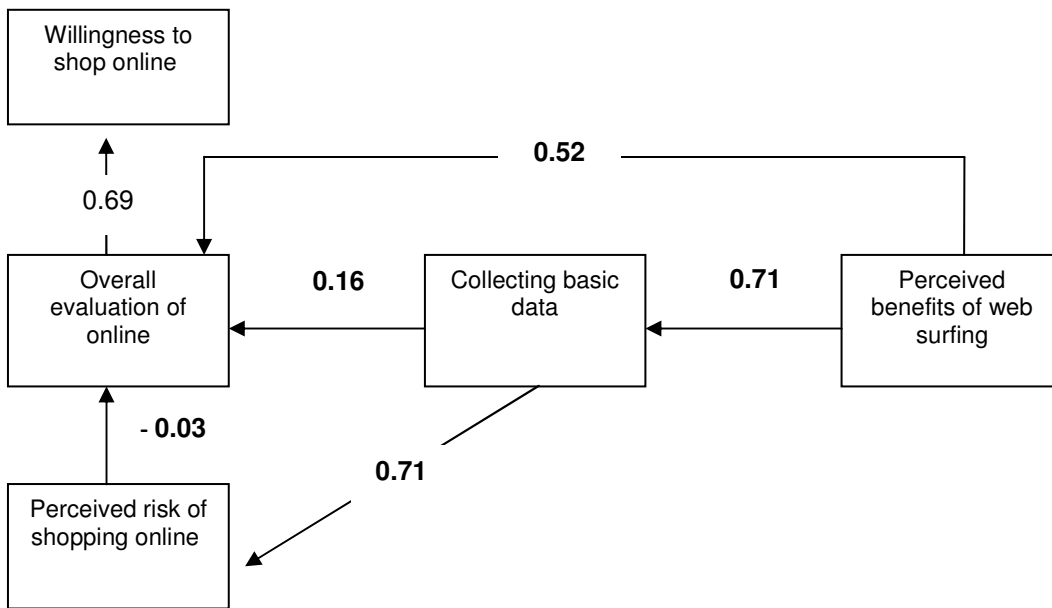 Willingness to
shop online
0.52
0.69
Overall
evaluation of
online
0.16
Collecting basic
data
0.71
Perceived
benefits of web
surfing
- 0.03
0.71
Perceived risk of
shopping online